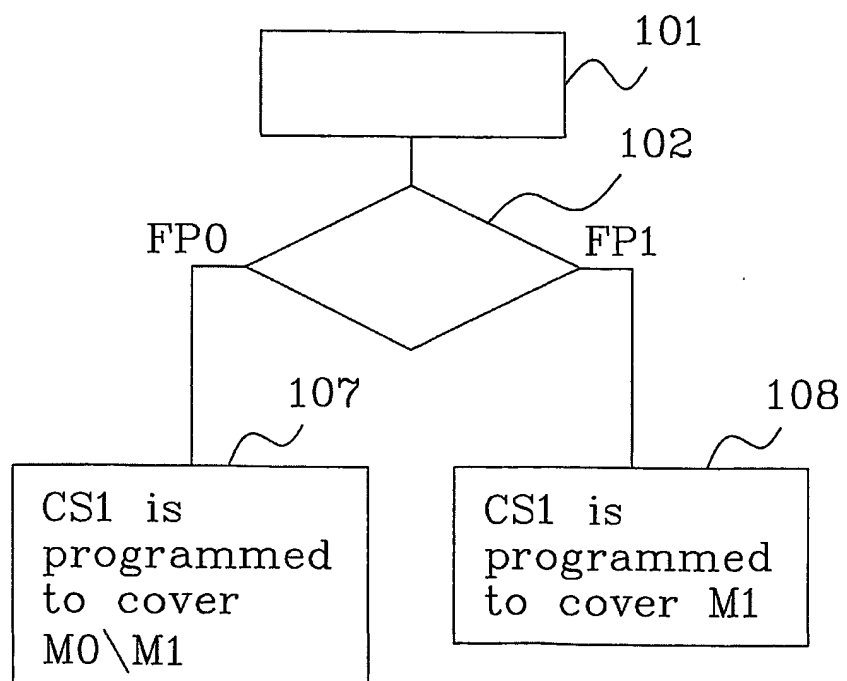 101
102
FP0
FP1
107
108
CS1 is
programmed
to cover
M0\M1
CS1 is
programmed
to cover M1